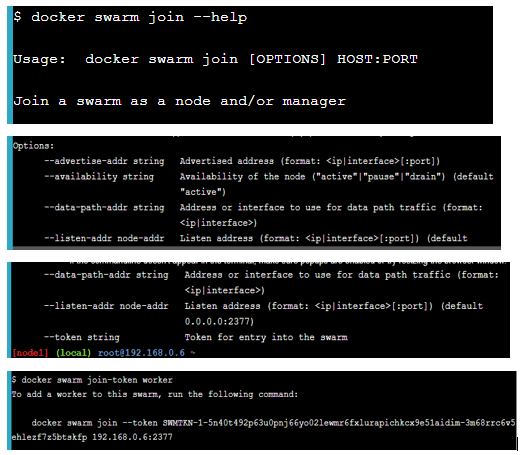 $ docker swarm join --help
Usage:  docker swarm join [OPTIONS] HOST:PORT
Join a swarm as a node and/or manager
Options:
--advertise-addr string   Advertised address (format: <ip|interface>[:port])
--availability string   Availability of the node ("active"|"pause"|"drain") (default
"active")
--data-path-addr string   Address or interface to use for data path traffic (format:
<ip|interface>)
--listen-addr node-addr   Listen address (format: <ip|interface>[:port]) (default
--data-path-addr string   Address or interface to use for data path traffic (format:
<ip|interface>)
--listen-addr node-addr   Listen address (format: <ip|interface>[:port]) (default
0.0.0.0:2377)
--token string   Token for entry into the swarm
[node1] (local) root@192.168.0.6 ~
$ docker swarm join-token worker
To add a worker to this swarm, run the following command:
docker swarm join --token SWMTKN-1-5n40t492p63u0pnj66yo02lewmr6fxlurapichkcx9e51aidim-3m68rrc6v5
ehlezf7z5btskfp 192.168.0.6:2377